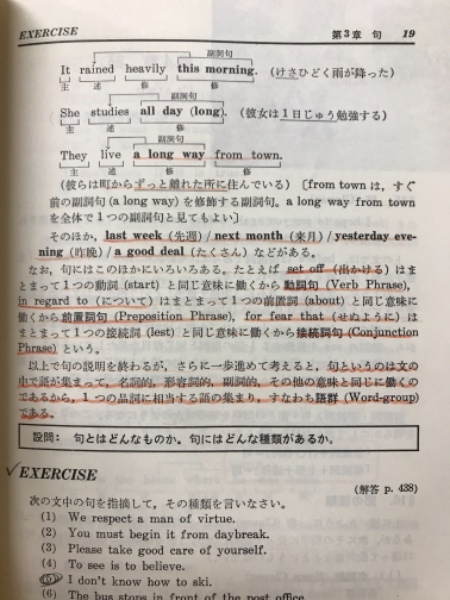 EXERCISE 第3章 句 19
副詞句
It rained heavily this morning. (けさひどく雨が降った)
主 述 修 修
副詞句
She studies all day (long). (彼女は1日じゅう勉強する)
主 述 修
副詞句
They live a long way from town.
主 述 修 修
(彼らは町からずっと離れた所に住んでいる) [from town は, すぐ
前の副詞句 (a long way) を修飾する副詞句。a long way from town
を全体で1つの副詞句と見てもよい]
そのほか, last week (先週) / next month (来月) / yesterday eve-
ning (昨晩) / a good deal (たくさん) などがある。
なお, 句にはこのほかにいろいろある。たとえば set off (出かける) はま
とまって1つの動詞 (start) と同じ意味に働くから 動詞句 (Verb Phrase),
in regard to (について) はまとまって1つの前置詞 (about) と同じ意味に
働くから前置詞句 (Preposition Phrase), for fear that (せぬように) は
まとまって1つの接続詞 (lest) と同じ意味に働くから接続詞句 (Conjunction
Phrase) という。
以上で句の説明を終わるが, さらに一歩進めて考えると, 句というのは文の
中で語が集まって, 名詞的, 形容詞的, 副詞的, その他の意味と同じに働くの
であるから, 1つの品詞に相当する語の集まり, すなわち語群 (Word-group)
である。
設問: 句とはどんなものか。句にはどんな種類があるか。
✓EXERCISE
(解答 p. 438)
次の文中の句を指摘して, その種類を言いなさい。
(1) We respect a man of virtue.
(2) You must begin it from daybreak.
(3) Please take good care of yourself.
(4) To see is to believe.
(5) I don't know how to ski.
(6) The bus stops in front of the post office.